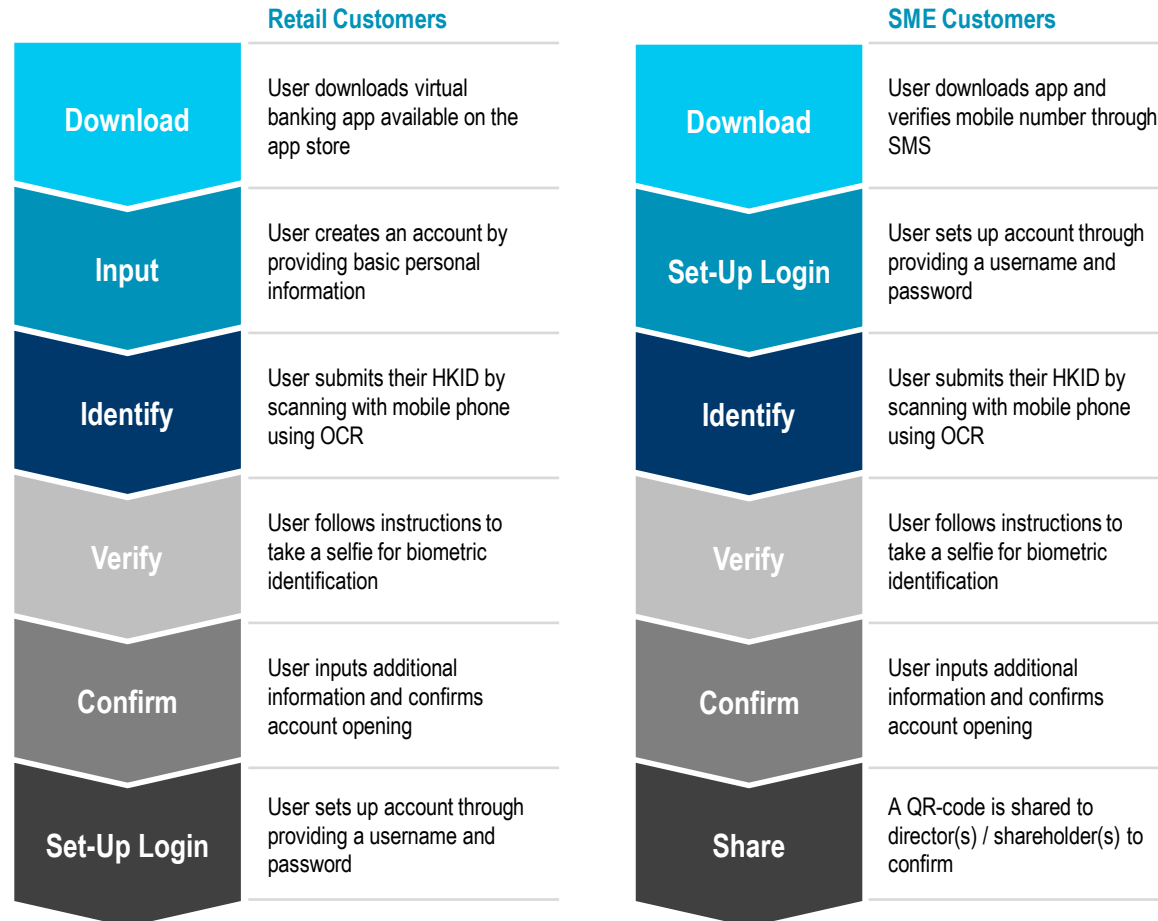 Retail Customers
Download
User downloads virtual
banking app available on the
app store
Input
User creates an account by
providing basic personal
information
Identify
User submits their HKID by
scanning with mobile phone
using OCR
Verify
User follows instructions to
take a selfie for biometric
identification
Confirm
User inputs additional
information and confirms
account opening
Set-Up Login
User sets up account through
providing a username and
password
SME Customers
Download
User downloads app and
verifies mobile number through
SMS
Set-Up Login
User sets up account through
providing a username and
password
Identify
User submits their HKID by
scanning with mobile phone
using OCR
Verify
User follows instructions to
take a selfie for biometric
identification
Confirm
User inputs additional
information and confirms
account opening
Share
A QR-code is shared to
director(s) / shareholder(s) to
confirm